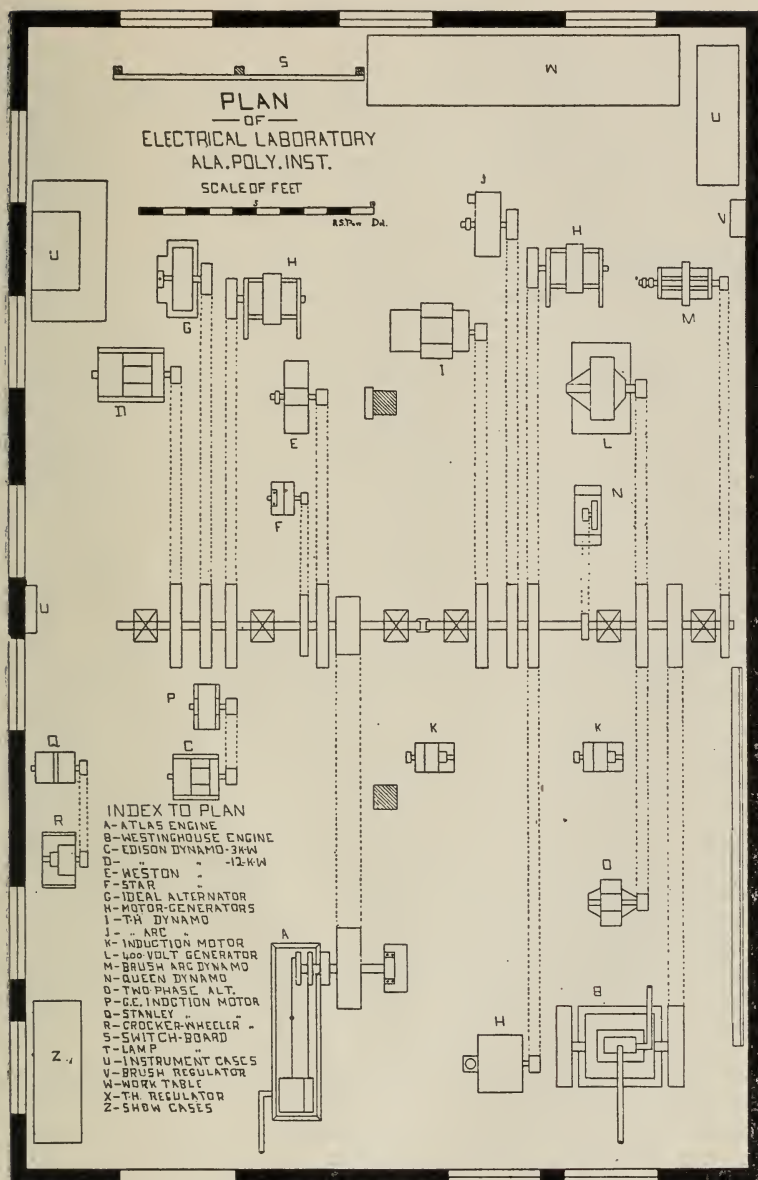 S
W
PLAN
OF
ELECTRICAL LABORATORY
ALA. POLY. INST.
SCALE OF FEET
5
Del.
U
V
U
J
H
H
G
M
I
D
E
L
F
N
U
P
K
K
Q
C
R
O
A
B
H
Z
INDEX TO PLAN
A-ATLAS ENGINE
B-WESTINGHOUSE ENGINE
C-EDISON DYNAMO-3K-W
D- " " -12-K-W
E-WESTON "
F-STAR "
G-IDEAL ALTERNATOR
H-MOTOR-GENERATORS
I-T-H DYNAMO
J- " ARC "
K-INDUCTION MOTOR
L-400 VOLT GENERATOR
M-BRUSH ARC DYNAMO
N-QUEEN DYNAMO
O-TWO PHASE ALT.
P-G.E. INDCTION MOTOR
Q-STANLEY " "
R-CROCKER-WHEELER "
S-SWITCH-BOARD
T-LAMP "
U-INSTRUMENT CASES
V-BRUSH REGULATOR
W-WORK TABLE
X-T.H. REGULATOR
Z-SHOW CASES